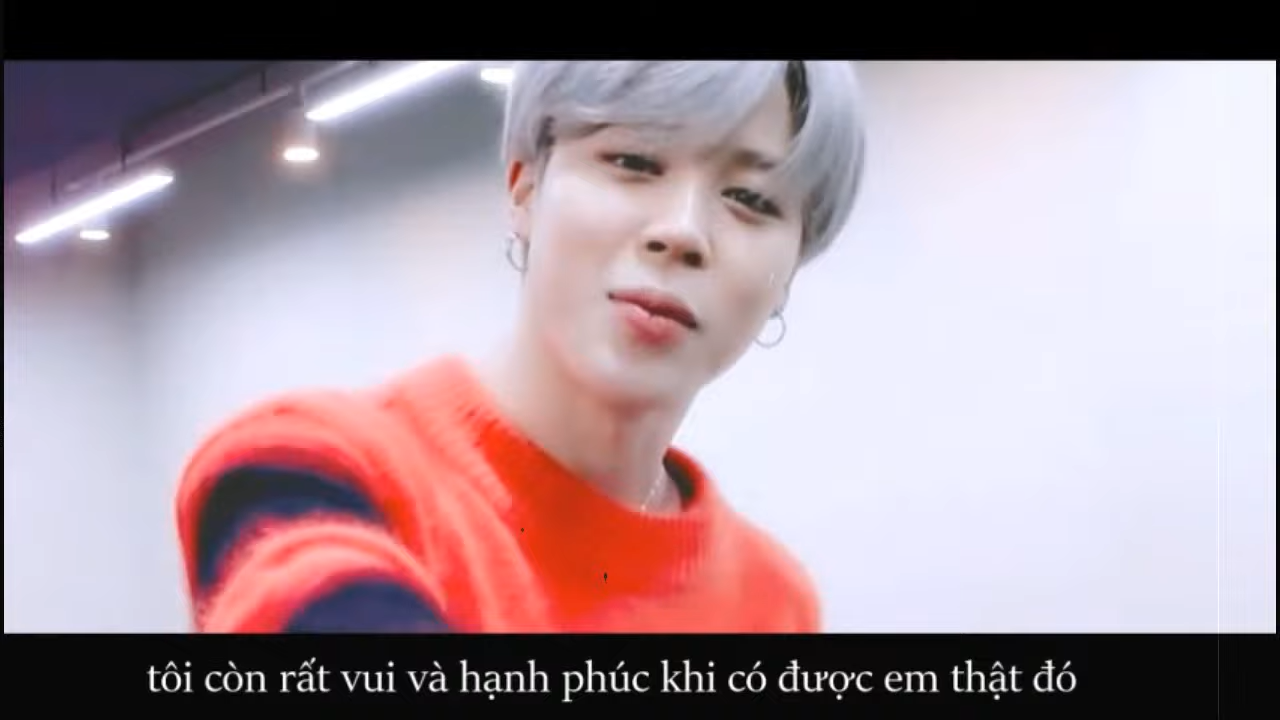 tôi còn rất vui và hạnh phúc khi có được em thật đó